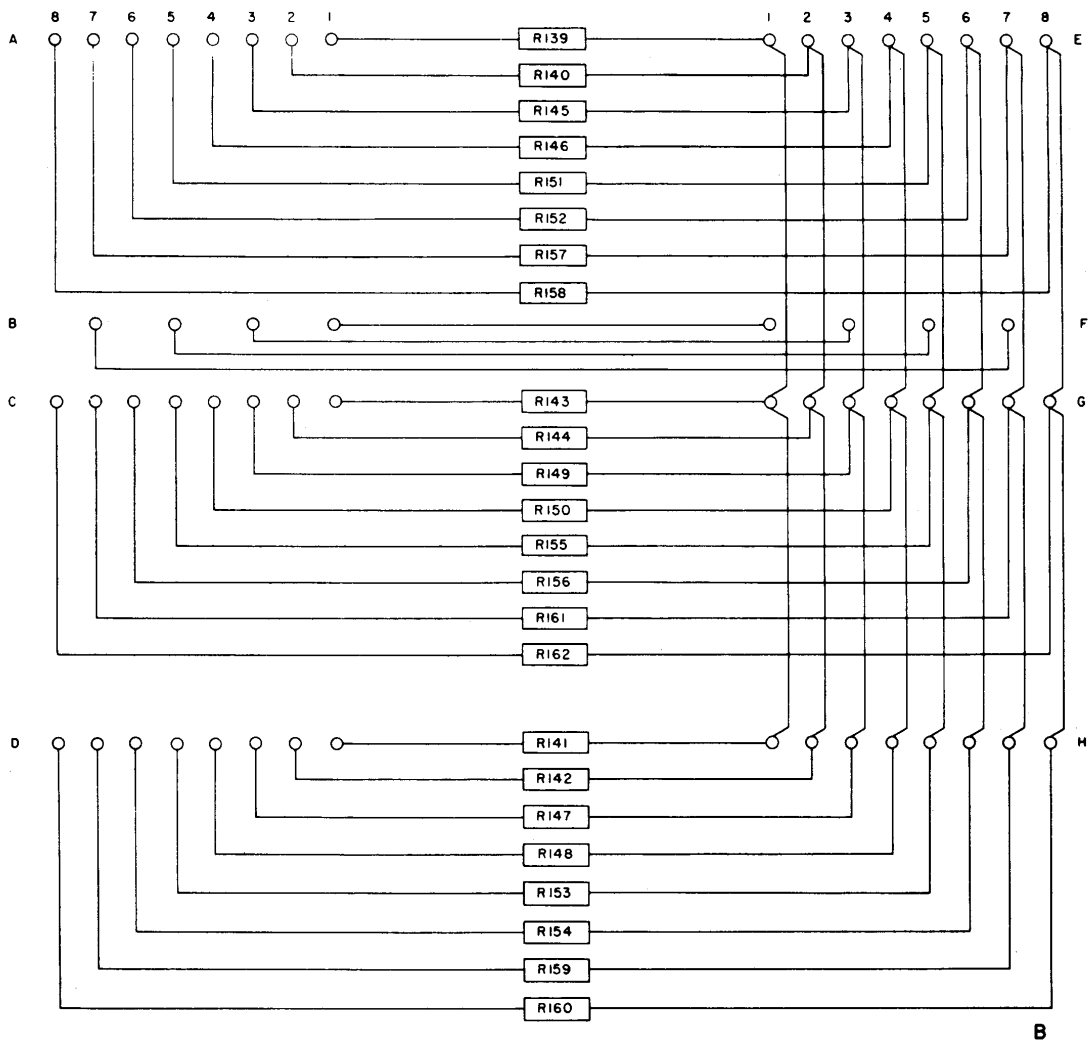 8 7 6 5 4 3 2 1 1 2 3 4 5 6 7 8
A R139 E
R140
R145
R146
R151
R152
R157
R158
B F
C R143 G
R144
R149
R150
R155
R156
R161
R162
D R141 H
R142
R147
R148
R153
R154
R159
R160
B